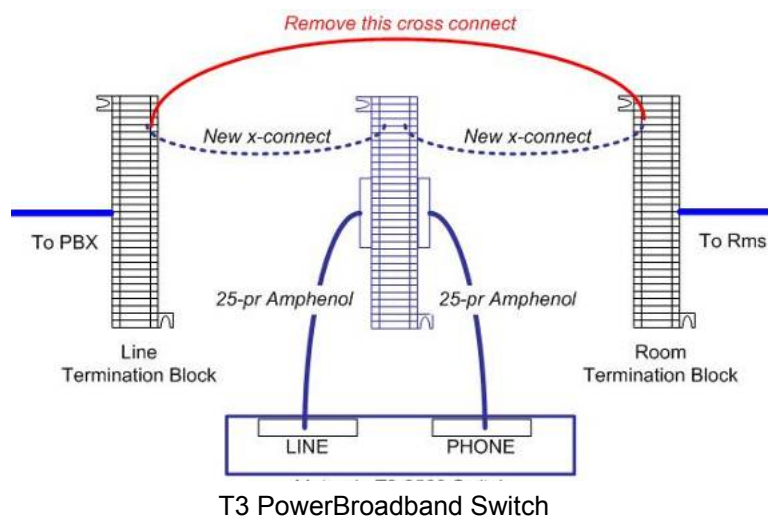 Remove this cross connect
New x-connect
New x-connect
To PBX
To Rms
25-pr Amphenol
25-pr Amphenol
Line
Termination Block
Room
Termination Block
LINE
PHONE
T3 PowerBroadband Switch